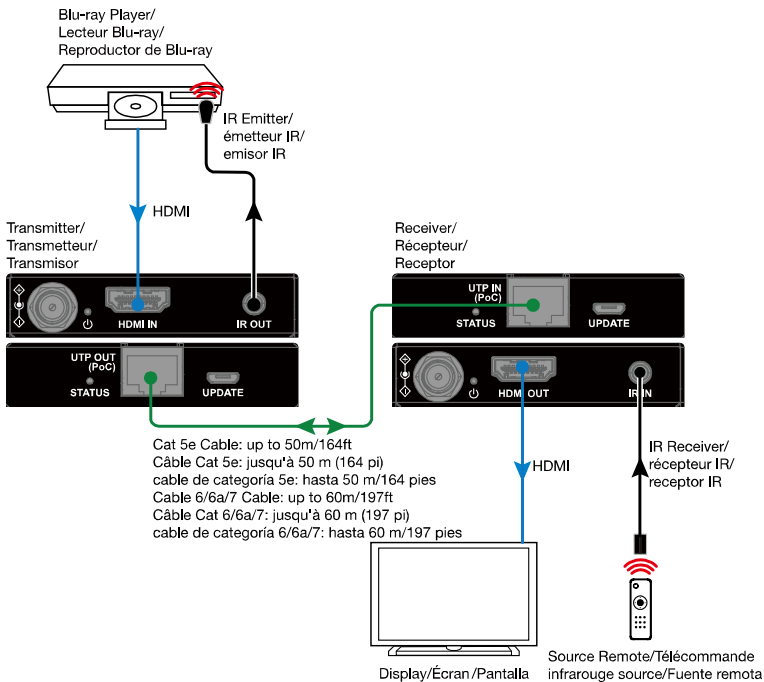 Blu-ray Player/
Lecteur Blu-ray/
Reproductor de Blu-ray
IR Emitter/
émetteur IR/
emisor IR
HDMI
Transmitter/
Transmetteur/
Transmisor
HDMI IN
IR OUT
UTP OUT
(PoC)
STATUS
UPDATE
Receiver/
Récepteur/
Receptor
UTP IN
(PoC)
STATUS
UPDATE
HDMI OUT
IR IN
Cat 5e Cable: up to 50m/164ft
Câble Cat 5e: jusqu'à 50 m (164 pi)
cable de categoría 5e: hasta 50 m/164 pies
Cable 6/6a/7 Cable: up to 60m/197ft
Câble Cat 6/6a/7: jusqu'à 60 m (197 pi)
cable de categoría 6/6a/7: hasta 60 m/197 pies
HDMI
IR Receiver/
récepteur IR/
receptor IR
Display/Écran/Pantalla
Source Remote/Télécommande
infrarouge source/Fuente remota